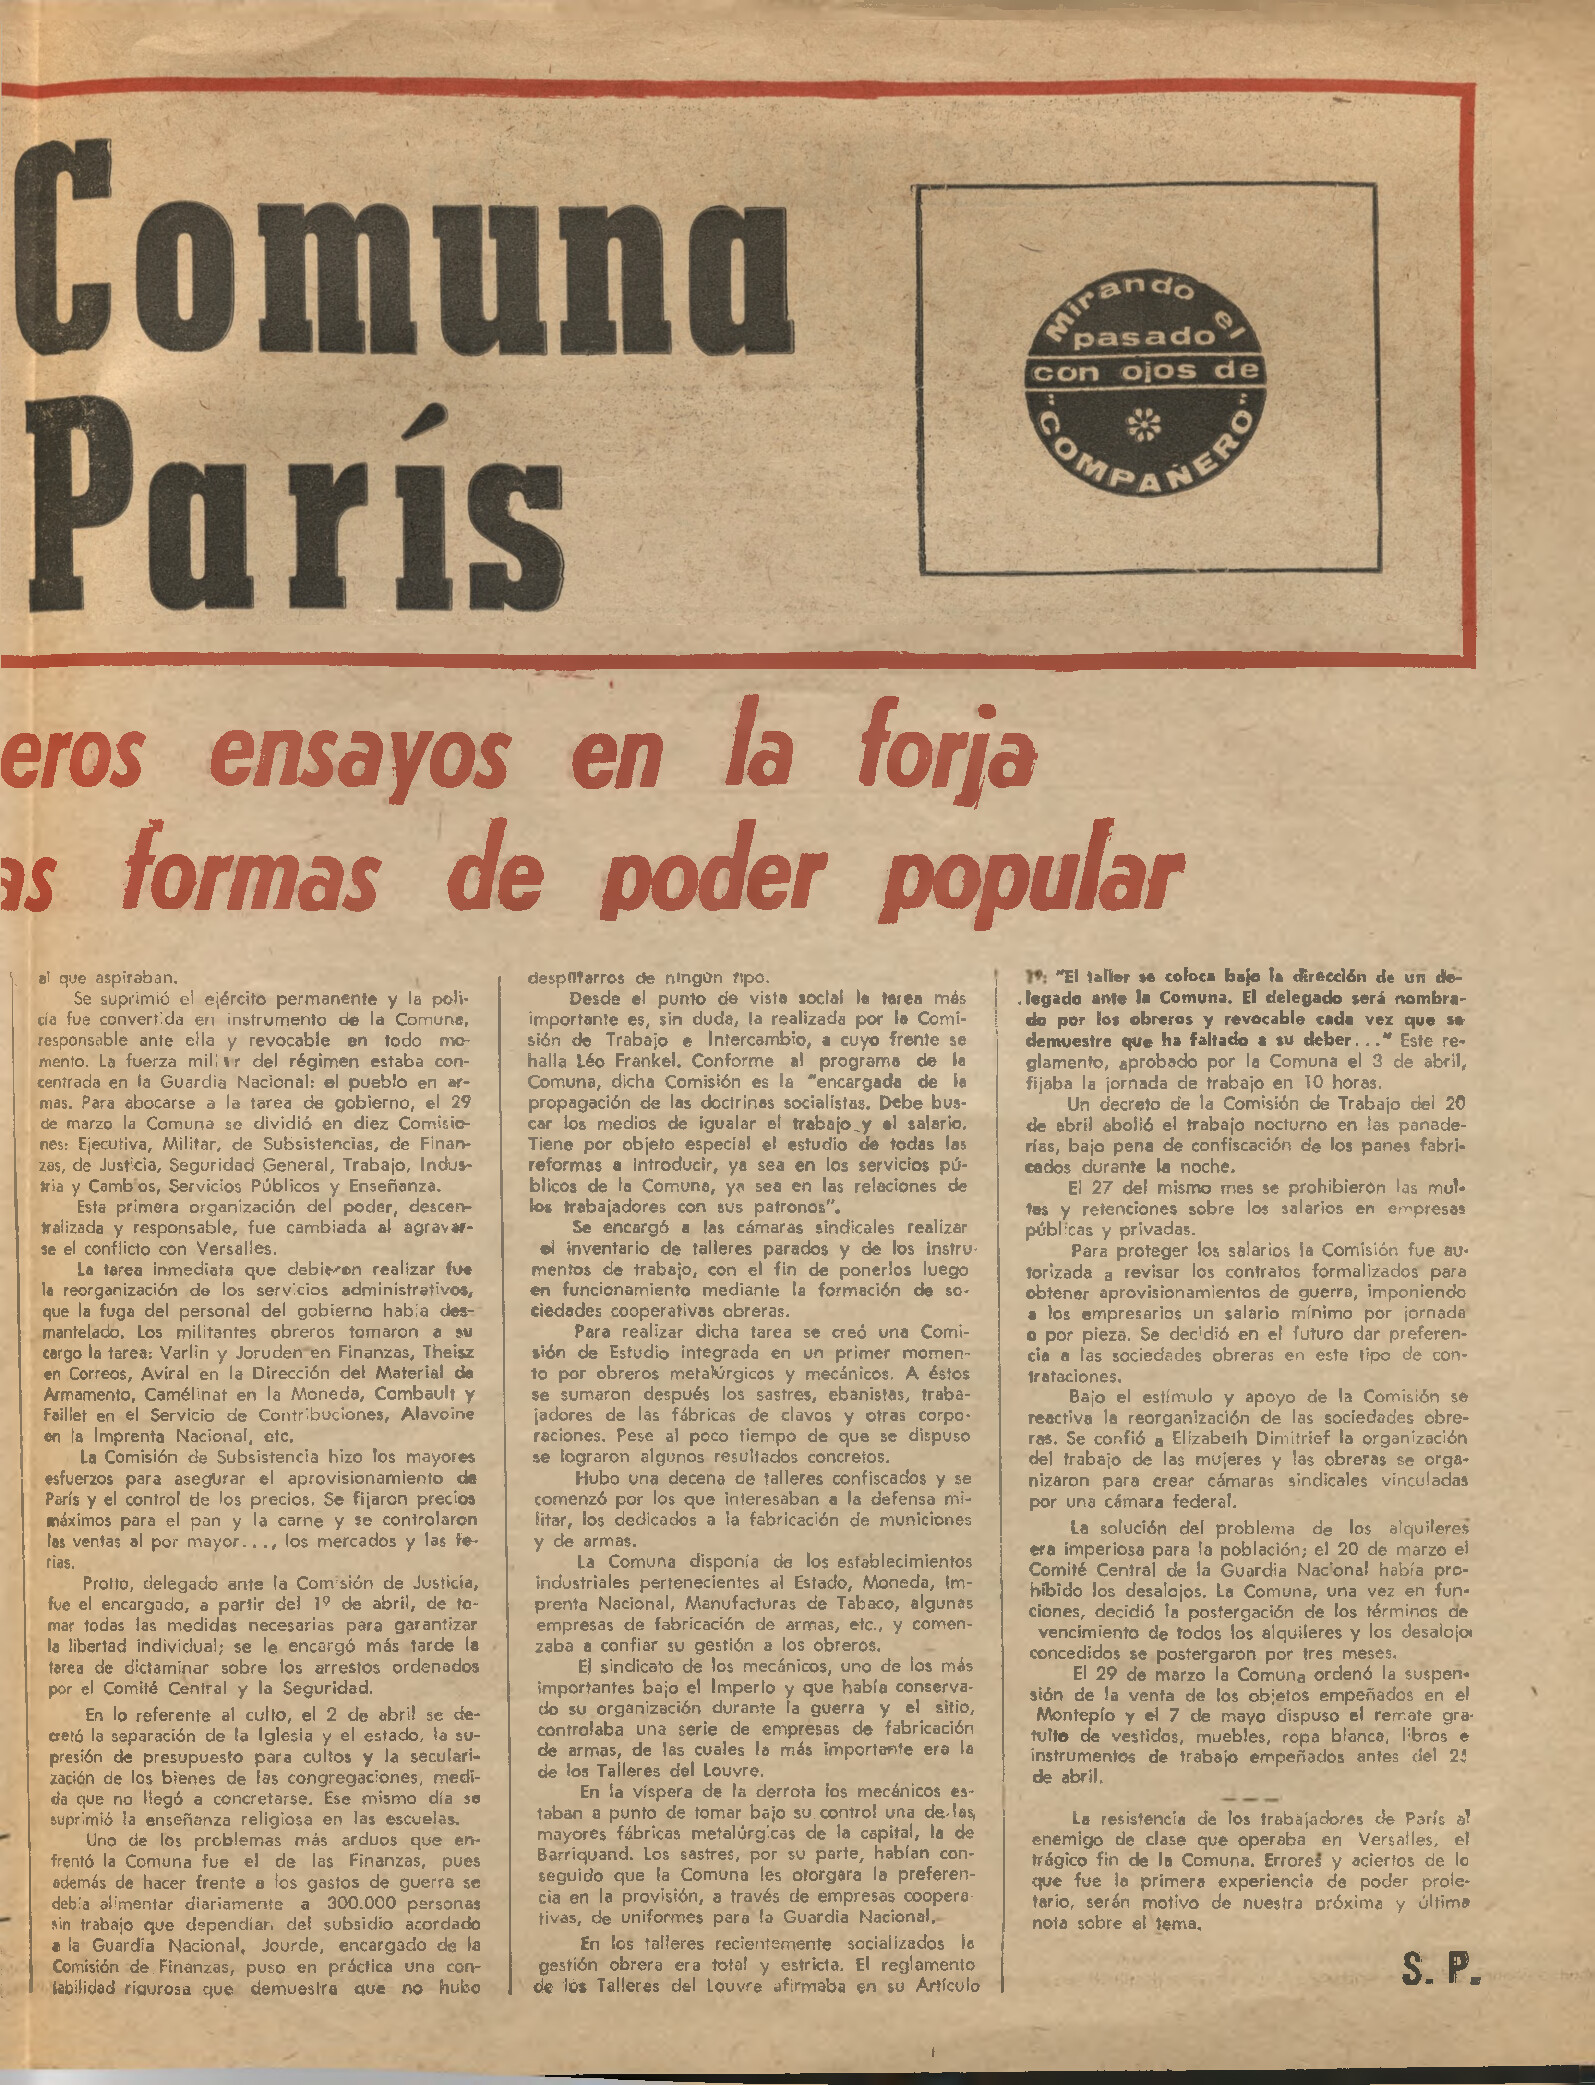 Comuna
París
Mirando el
pasado
con ojos de
"COMPAÑERO"
eros ensayos en la forja
as formas de poder popular
al que aspiraban.
Se suprimió el ejército permanente y la poli-
cía fue convertida en instrumento de la Comuna,
responsable ante ella y revocable en todo mo-
mento. La fuerza militar del régimen estaba con-
centrada en la Guardia Nacional: el pueblo en ar-
mas. Para abocarse a la tarea de gobierno, el 29
de marzo la Comuna se dividió en diez Comisio-
nes: Ejecutiva, Militar, de Subsistencias, de Finan-
zas, de Justicia, Seguridad General, Trabajo, Indus-
tria y Cambios, Servicios Públicos y Enseñanza.
Esta primera organización del poder, descen-
tralizada y responsable, fue cambiada al agravar-
se el conflicto con Versalles.
La tarea inmediata que debieron realizar fue
la reorganización de los servicios administrativos,
que la fuga del personal del gobierno había des-
mantelado. Los militantes obreros tomaron a su
cargo la tarea: Varlin y Joruden en Finanzas, Theisz
en Correos, Aviral en la Dirección del Material de
Armamento, Camélinat en la Moneda, Combault y
Faillet en el Servicio de Contribuciones, Alavoine
en la Imprenta Nacional, etc.
La Comisión de Subsistencia hizo los mayores
esfuerzos para asegurar el aprovisionamiento de
París y el control de los precios. Se fijaron precios
máximos para el pan y la carne y se controlaron
las ventas al por mayor..., los mercados y las fe-
rias.
Protto, delegado ante la Comisión de Justicia,
fue el encargado, a partir del 1º de abril, de to-
mar todas las medidas necesarias para garantizar
la libertad individual; se le encargó más tarde la
tarea de dictaminar sobre los arrestos ordenados
por el Comité Central y la Seguridad.
En lo referente al culto, el 2 de abril se de-
cretó la separación de la Iglesia y el estado, la su-
presión de presupuesto para cultos y la seculari-
zación de los bienes de las congregaciones, medi-
da que no llegó a concretarse. Ese mismo día se
suprimió la enseñanza religiosa en las escuelas.
Uno de los problemas más arduos que en-
frentó la Comuna fue el de las Finanzas, pues
además de hacer frente a los gastos de guerra se
debía alimentar diariamente a 300.000 personas
sin trabajo que dependían del subsidio acordado
a la Guardia Nacional. Jourde, encargado de la
Comisión de Finanzas, puso en práctica una con-
tabilidad rigurosa que demuestra que no hubo
despilfarros de ningún tipo.
Desde el punto de vista social la tarea más
importante es, sin duda, la realizada por la Comi-
sión de Trabajo e Intercambio, a cuyo frente se
halla Léo Frankel. Conforme al programa de la
Comuna, dicha Comisión es la "encargada de la
propagación de las doctrinas socialistas. Debe bus-
car los medios de igualar el trabajo y el salario.
Tiene por objeto especial el estudio de todas las
reformas a introducir, ya sea en los servicios pú-
blicos de la Comuna, ya sea en las relaciones de
los trabajadores con sus patronos".
Se encargó a las cámaras sindicales realizar
el inventario de talleres parados y de los instru-
mentos de trabajo, con el fin de ponerlos luego
en funcionamiento mediante la formación de so-
ciedades cooperativas obreras.
Para realizar dicha tarea se creó una Comi-
sión de Estudio integrada en un primer momen-
to por obreros metalúrgicos y mecánicos. A éstos
se sumaron después los sastres, ebanistas, traba-
jadores de las fábricas de clavos y otras corpo-
raciones. Pese al poco tiempo de que se dispuso
se lograron algunos resultados concretos.
Hubo una decena de talleres confiscados y se
comenzó por los que interesaban a la defensa mi-
litar, los dedicados a la fabricación de municiones
y de armas.
La Comuna disponía de los establecimientos
industriales pertenecientes al Estado, Moneda, Im-
prenta Nacional, Manufacturas de Tabaco, algunas
empresas de fabricación de armas, etc., y comen-
zaba a confiar su gestión a los obreros.
El sindicato de los mecánicos, uno de los más
importantes bajo el Imperio y que había conserva-
do su organización durante la guerra y el sitio,
controlaba una serie de empresas de fabricación
de armas, de las cuales la más importante era la
de los Talleres del Louvre.
En la víspera de la derrota los mecánicos es-
taban a punto de tomar bajo su control una de las
mayores fábricas metalúrgicas de la capital, la de
Barriquand. Los sastres, por su parte, habían con-
seguido que la Comuna les otorgara la preferen-
cia en la provisión, a través de empresas coopera-
tivas, de uniformes para la Guardia Nacional.
En los talleres recientemente socializados la
gestión obrera era total y estricta. El reglamento
de los Talleres del Louvre afirmaba en su Artículo
1º: "El taller se coloca bajo la dirección de un de-
legado ante la Comuna. El delegado será nombra-
do por los obreros y revocable cada vez que se
demuestre que ha faltado a su deber..." Este re-
glamento, aprobado por la Comuna el 3 de abril,
fijaba la jornada de trabajo en 10 horas.
Un decreto de la Comisión de Trabajo del 20
de abril abolió el trabajo nocturno en las panade-
rías, bajo pena de confiscación de los panes fabri-
cados durante la noche.
El 27 del mismo mes se prohibieron las mul-
tas y retenciones sobre los salarios en empresas
públicas y privadas.
Para proteger los salarios la Comisión fue au-
torizada a revisar los contratos formalizados para
obtener aprovisionamientos de guerra, imponiendo
a los empresarios un salario mínimo por jornada
o por pieza. Se decidió en el futuro dar preferen-
cia a las sociedades obreras en este tipo de con-
trataciones.
Bajo el estímulo y apoyo de la Comisión se
reactiva la reorganización de las sociedades obre-
ras. Se confió a Elizabeth Dimitrief la organización
del trabajo de las mujeres y las obreras se orga-
nizaron para crear cámaras sindicales vinculadas
por una cámara federal.
La solución del problema de los alquileres
era imperiosa para la población; el 20 de marzo el
Comité Central de la Guardia Nacional había pro-
hibido los desalojos. La Comuna, una vez en fun-
ciones, decidió la postergación de los términos de
vencimiento de todos los alquileres y los desalojos
concedidos se postergaron por tres meses.
El 29 de marzo la Comuna ordenó la suspen-
sión de la venta de los objetos empeñados en el
Montepío y el 7 de mayo dispuso el remate gra-
tuito de vestidos, muebles, ropa blanca, libros e
instrumentos de trabajo empeñados antes del 25
de abril.
La resistencia de los trabajadores de París al
enemigo de clase que operaba en Versalles, el
trágico fin de la Comuna. Errores y aciertos de lo
que fue la primera experiencia de poder prole-
tario, serán motivo de nuestra próxima y última
nota sobre el tema.
S. P.